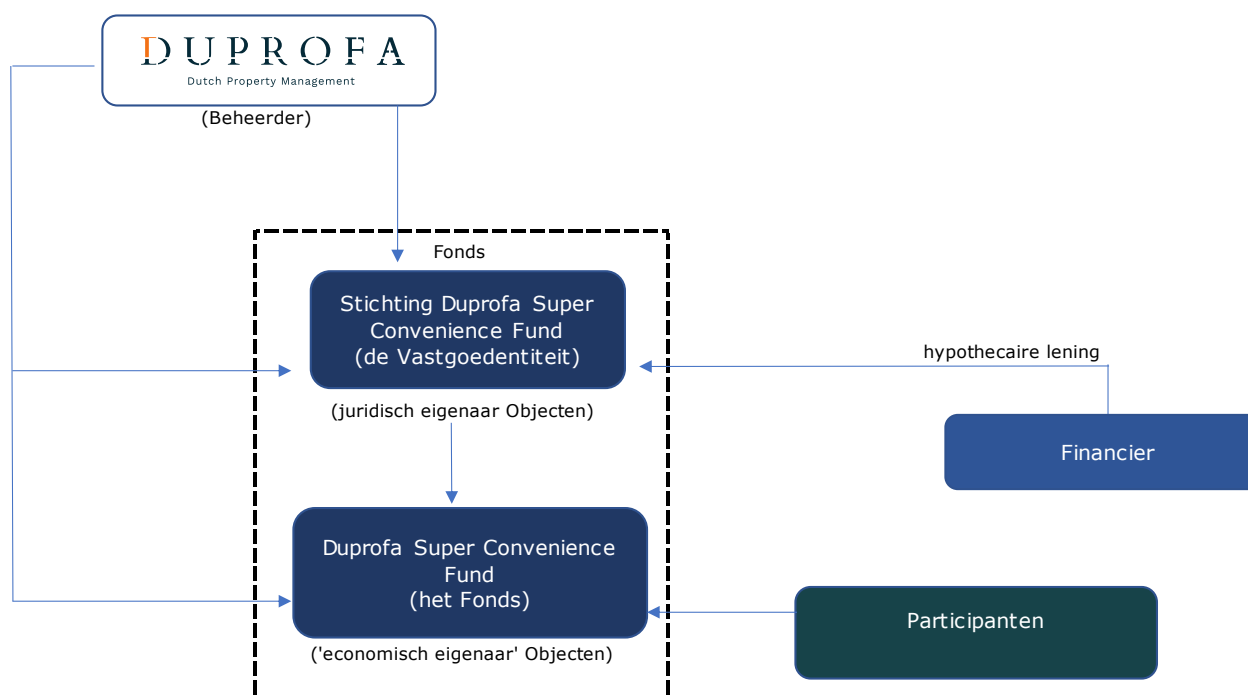 DUPROFA
Dutch Property Management
(Beheerder)
Fonds
Stichting Duprofa Super
Convenience Fund
(de Vastgoedentiteit)
(juridisch eigenaar Objecten)
hypothecaire lening
Financier
Duprofa Super Convenience
Fund
(het Fonds)
('economisch eigenaar' Objecten)
Participanten